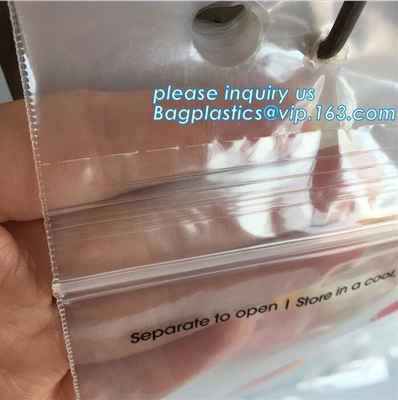 please inquiry us
Bagplastics@vip.163.com
Separate to open | Store in a cool,